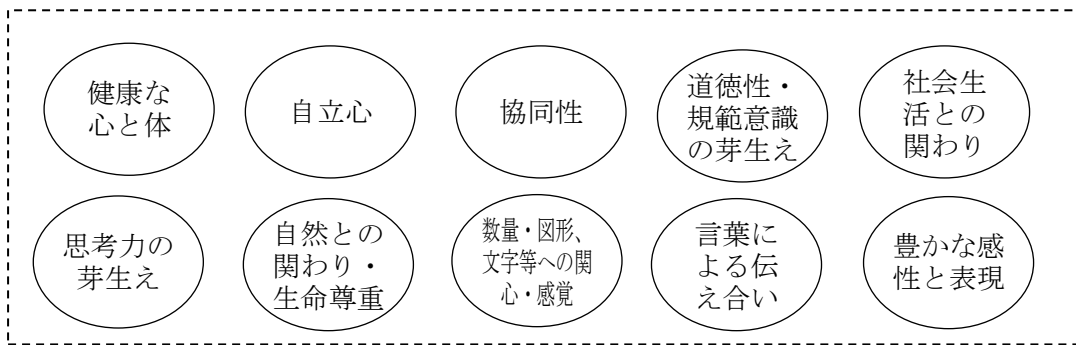 健康な
心と体
自立心
協同性
道徳性・
規範意識
の芽生え
社会生
活との
関わり
思考力の
芽生え
自然との
関わり・
生命尊重
数量・図形、
文字等への関
心・感覚
言葉に
よる伝
え合い
豊かな感
性と表現